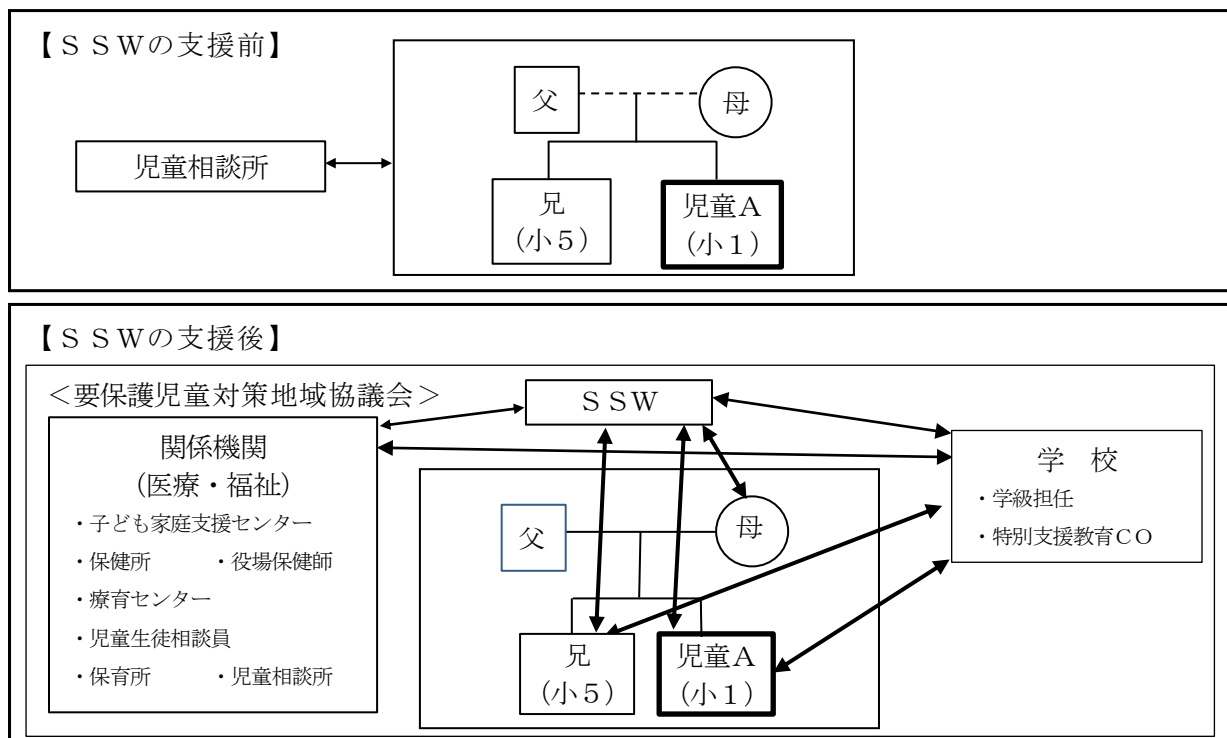 【ＳＳＷの支援前】
父
母
児童相談所
兄
（小５）
児童Ａ
（小１）
【ＳＳＷの支援後】
＜要保護児童対策地域協議会＞
ＳＳＷ
関係機関
（医療・福祉）
・子ども家庭支援センター
・保健所　　・役場保健師
・療育センター
・児童生徒相談員
・保育所　　・児童相談所
父
母
兄
（小５）
児童Ａ
（小１）
学　校
・学級担任
・特別支援教育ＣＯ